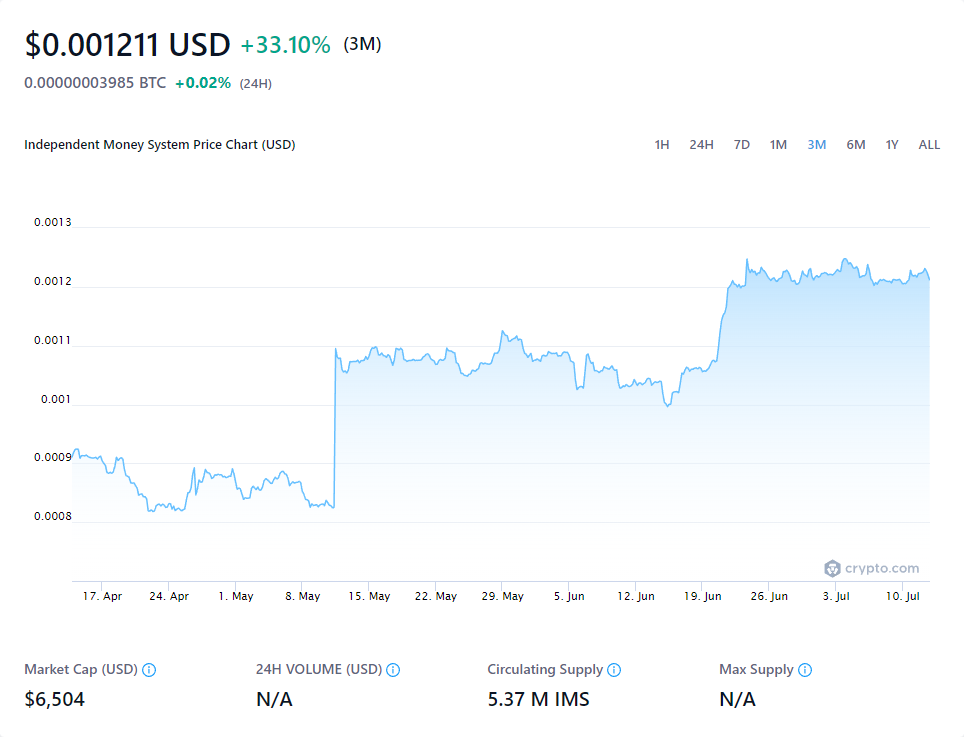 $0.001211 USD +33.10% (3M)
0.00000003985 BTC +0.02% (24H)
Independent Money System Price Chart (USD) 1H 24H 7D 1M 3M 6M 1Y ALL
0.0013
0.0012
0.0011
0.001
0.0009
0.0008
crypto.com
17. Apr 24. Apr 1. May 8. May 15. May 22. May 29. May 5. Jun 12. Jun 19. Jun 26. Jun 3. Jul 10. Jul
Market Cap (USD) 24H VOLUME (USD) Circulating Supply Max Supply
$6,504 N/A 5.37 M IMS N/A